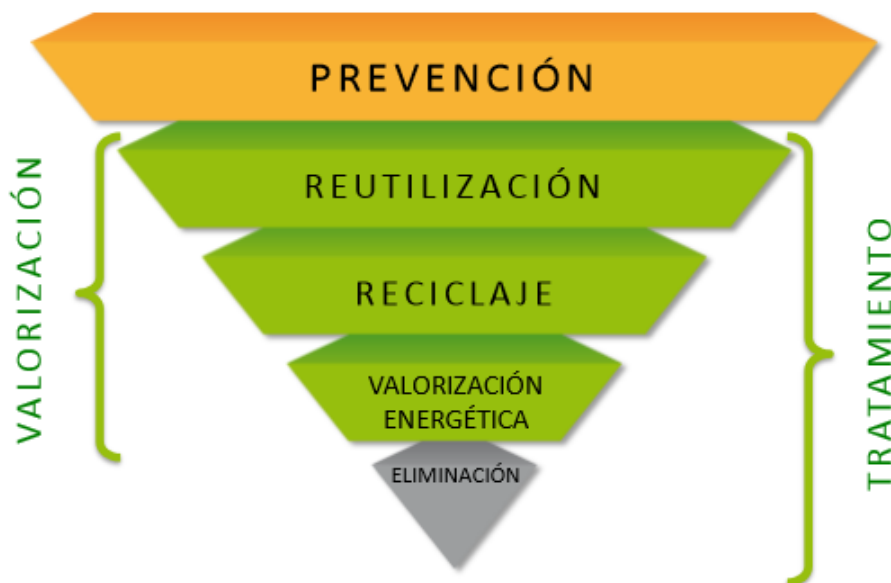 PREVENCIÓN
REUTILIZACIÓN
RECICLAJE
VALORIZACIÓN
ENERGÉTICA
ELIMINACIÓN
VALORIZACIÓN
TRATAMIENTO